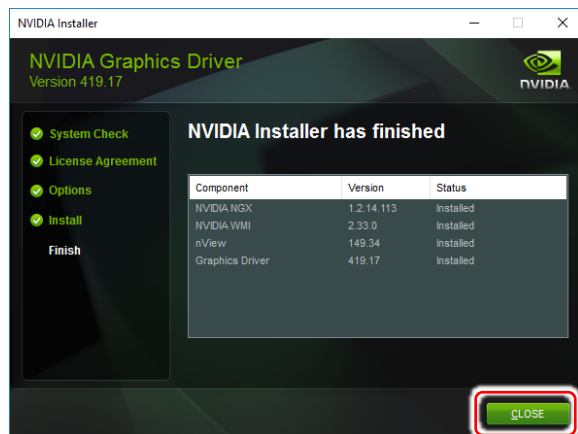 NVIDIA Installer
NVIDIA Graphics Driver
Version 419.17
NVIDIA.
System Check
License Agreement
Options
Install
Finish
NVIDIA Installer has finished
Component Version Status
NVIDIA NGX 1.2.14.113 Installed
NVIDIA WMI 2.33.0 Installed
nView 149.34 Installed
Graphics Driver 419.17 Installed
CLOSE